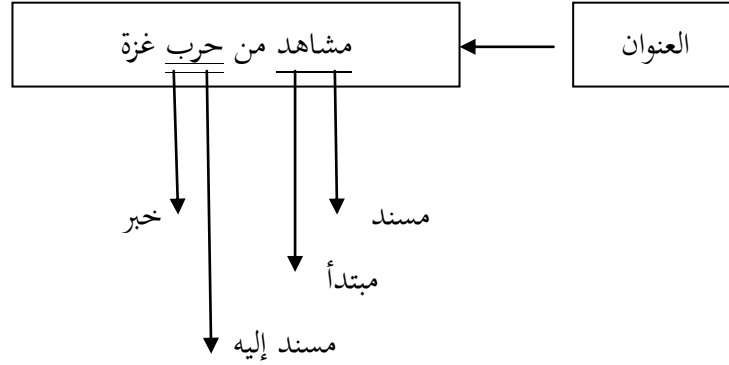 العنوان
مشاهد من حرب غزة
مسند
خبر
مبتدأ
مسند إليه